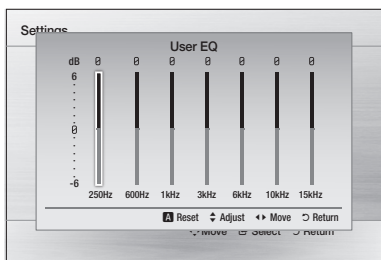 Settings
User EQ
dB 0 0 0 0 0 0 0
6
0
-6
250Hz 600Hz 1kHz 3kHz 6kHz 10kHz 15kHz
A Reset Adjust Move Return
Move Select Return